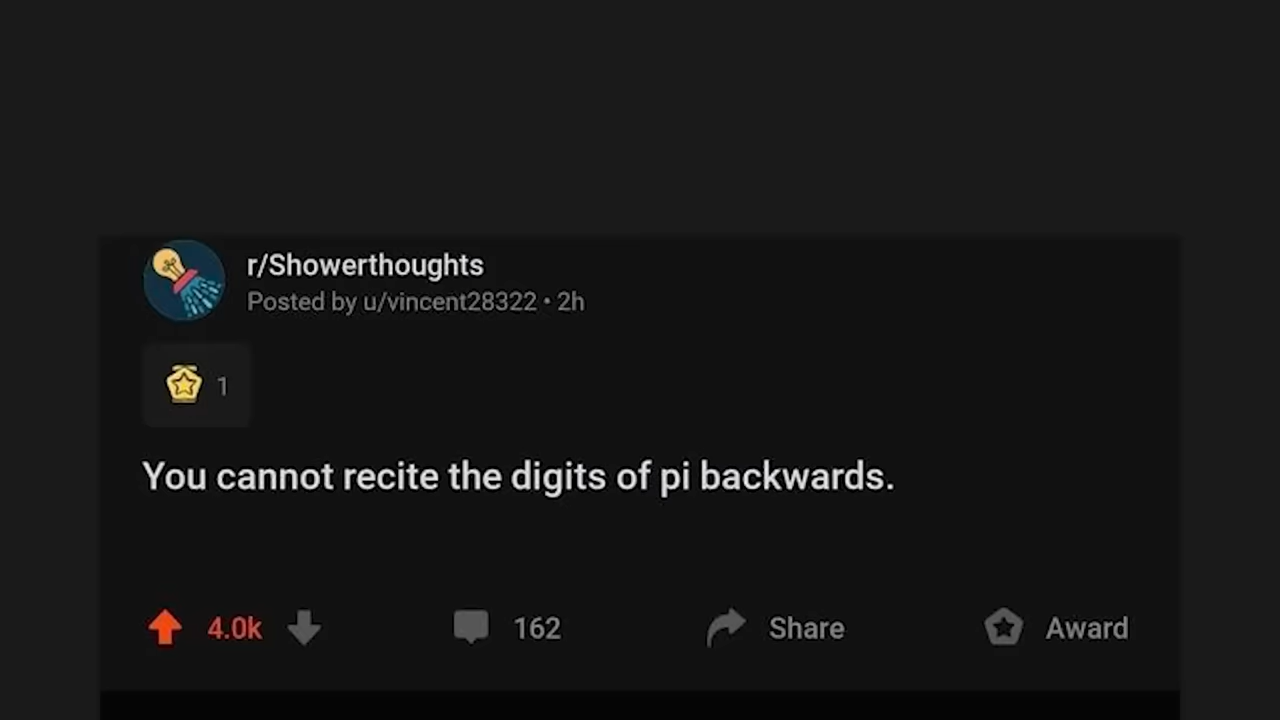 r/Showerthoughts
Posted by u/vincent28322 • 2h
1
You cannot recite the digits of pi backwards.
4.0k 162 Share Award